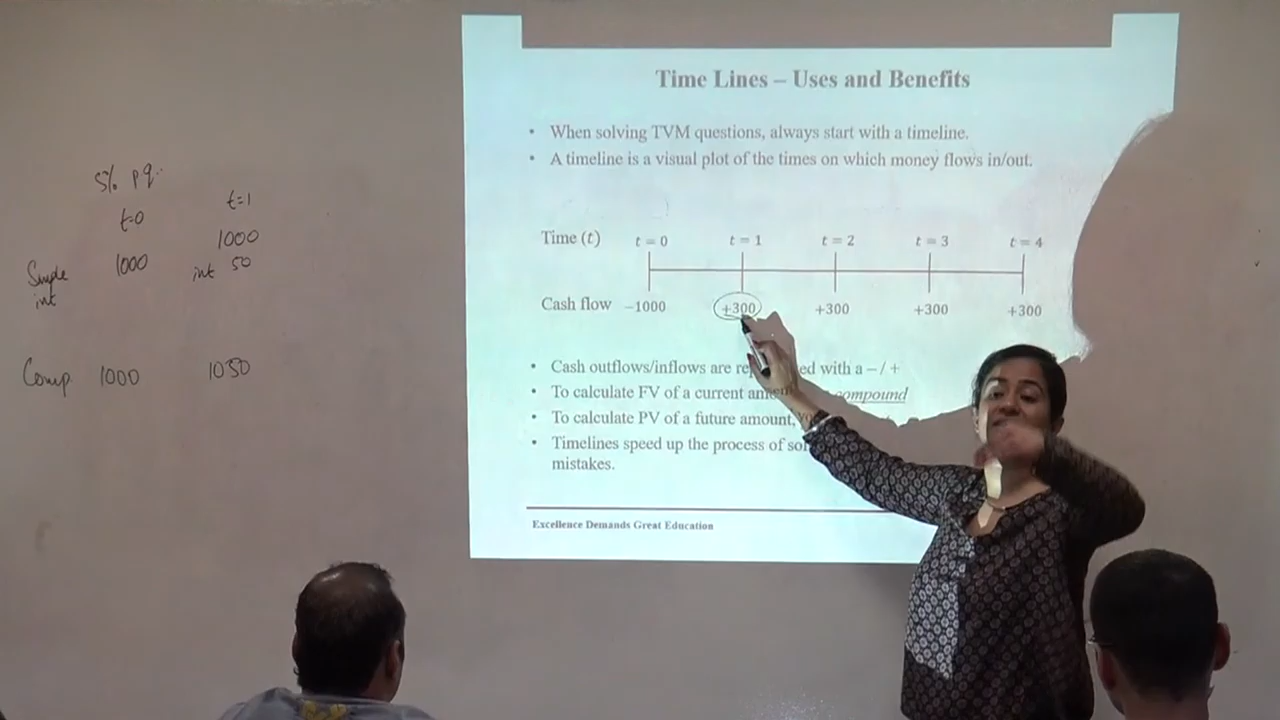 5% pq.
t=0 t=1
1000
Simple 1000 int 50
int
Comp. 1000 1050
Time Lines – Uses and Benefits
• When solving TVM questions, always start with a timeline.
• A timeline is a visual plot of the times on which money flows in/out.
Time (t) t = 0 t = 1 t = 2 t = 3 t = 4
Cash flow –1000 +300 +300 +300 +300
• Cash outflows/inflows are with a – / +
• To calculate FV of a current compound
• To calculate PV of a future amount,
• Timelines speed up the process of
mistakes.
Excellence Demands Great Education